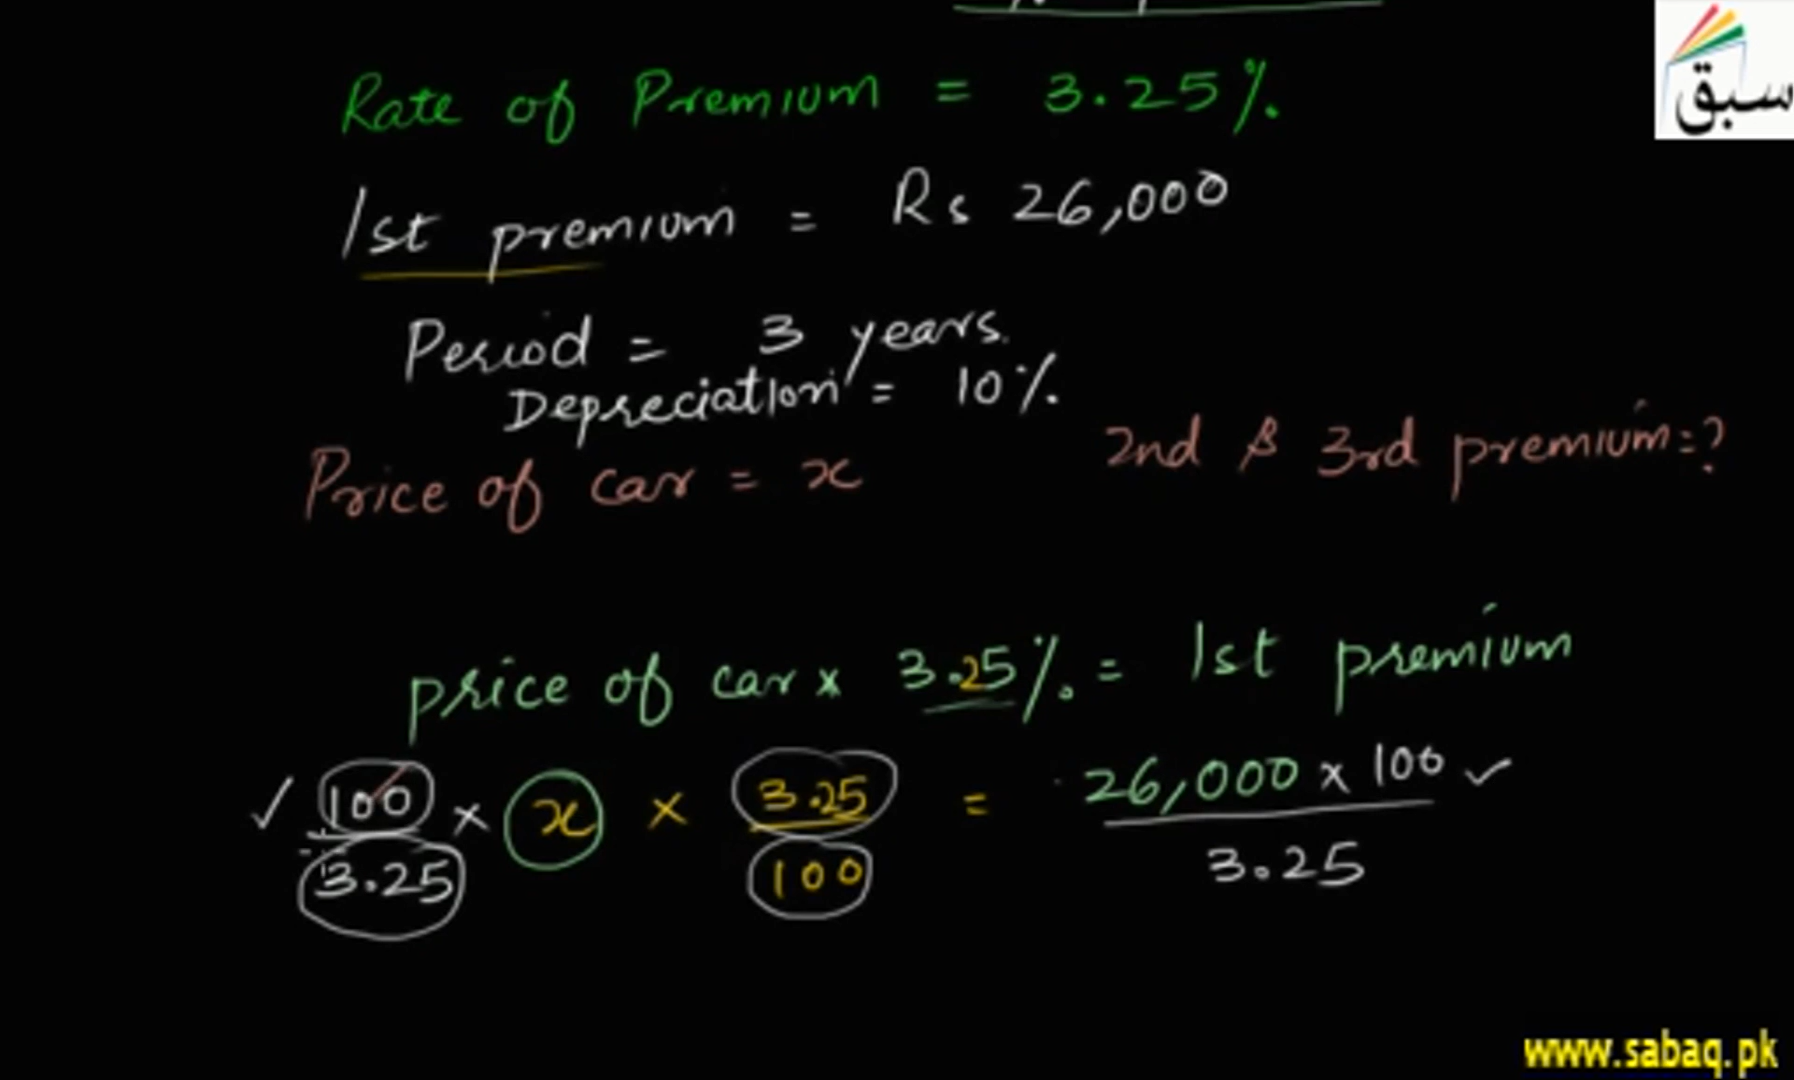 سبق
Rate of Premium = 3.25%.
1st premium = Rs 26,000
Period = 3 years.
Depreciation = 10%.
Price of car = x 2nd & 3rd premium = ?
price of car x 3.25%. = 1st premium
✓ 100/3.25 × x × 3.25/100 = 26,000 x 100/3.25 ✓
www.sabaq.pk